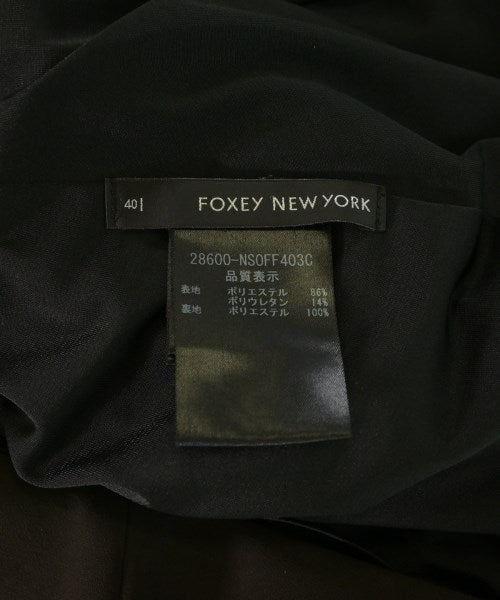 40
FOXEY NEW YORK
28600-NSOFF403C
品質表示
表地 ポリエステル 86%
ポリウレタン 14%
裏地 ポリエステル 100%